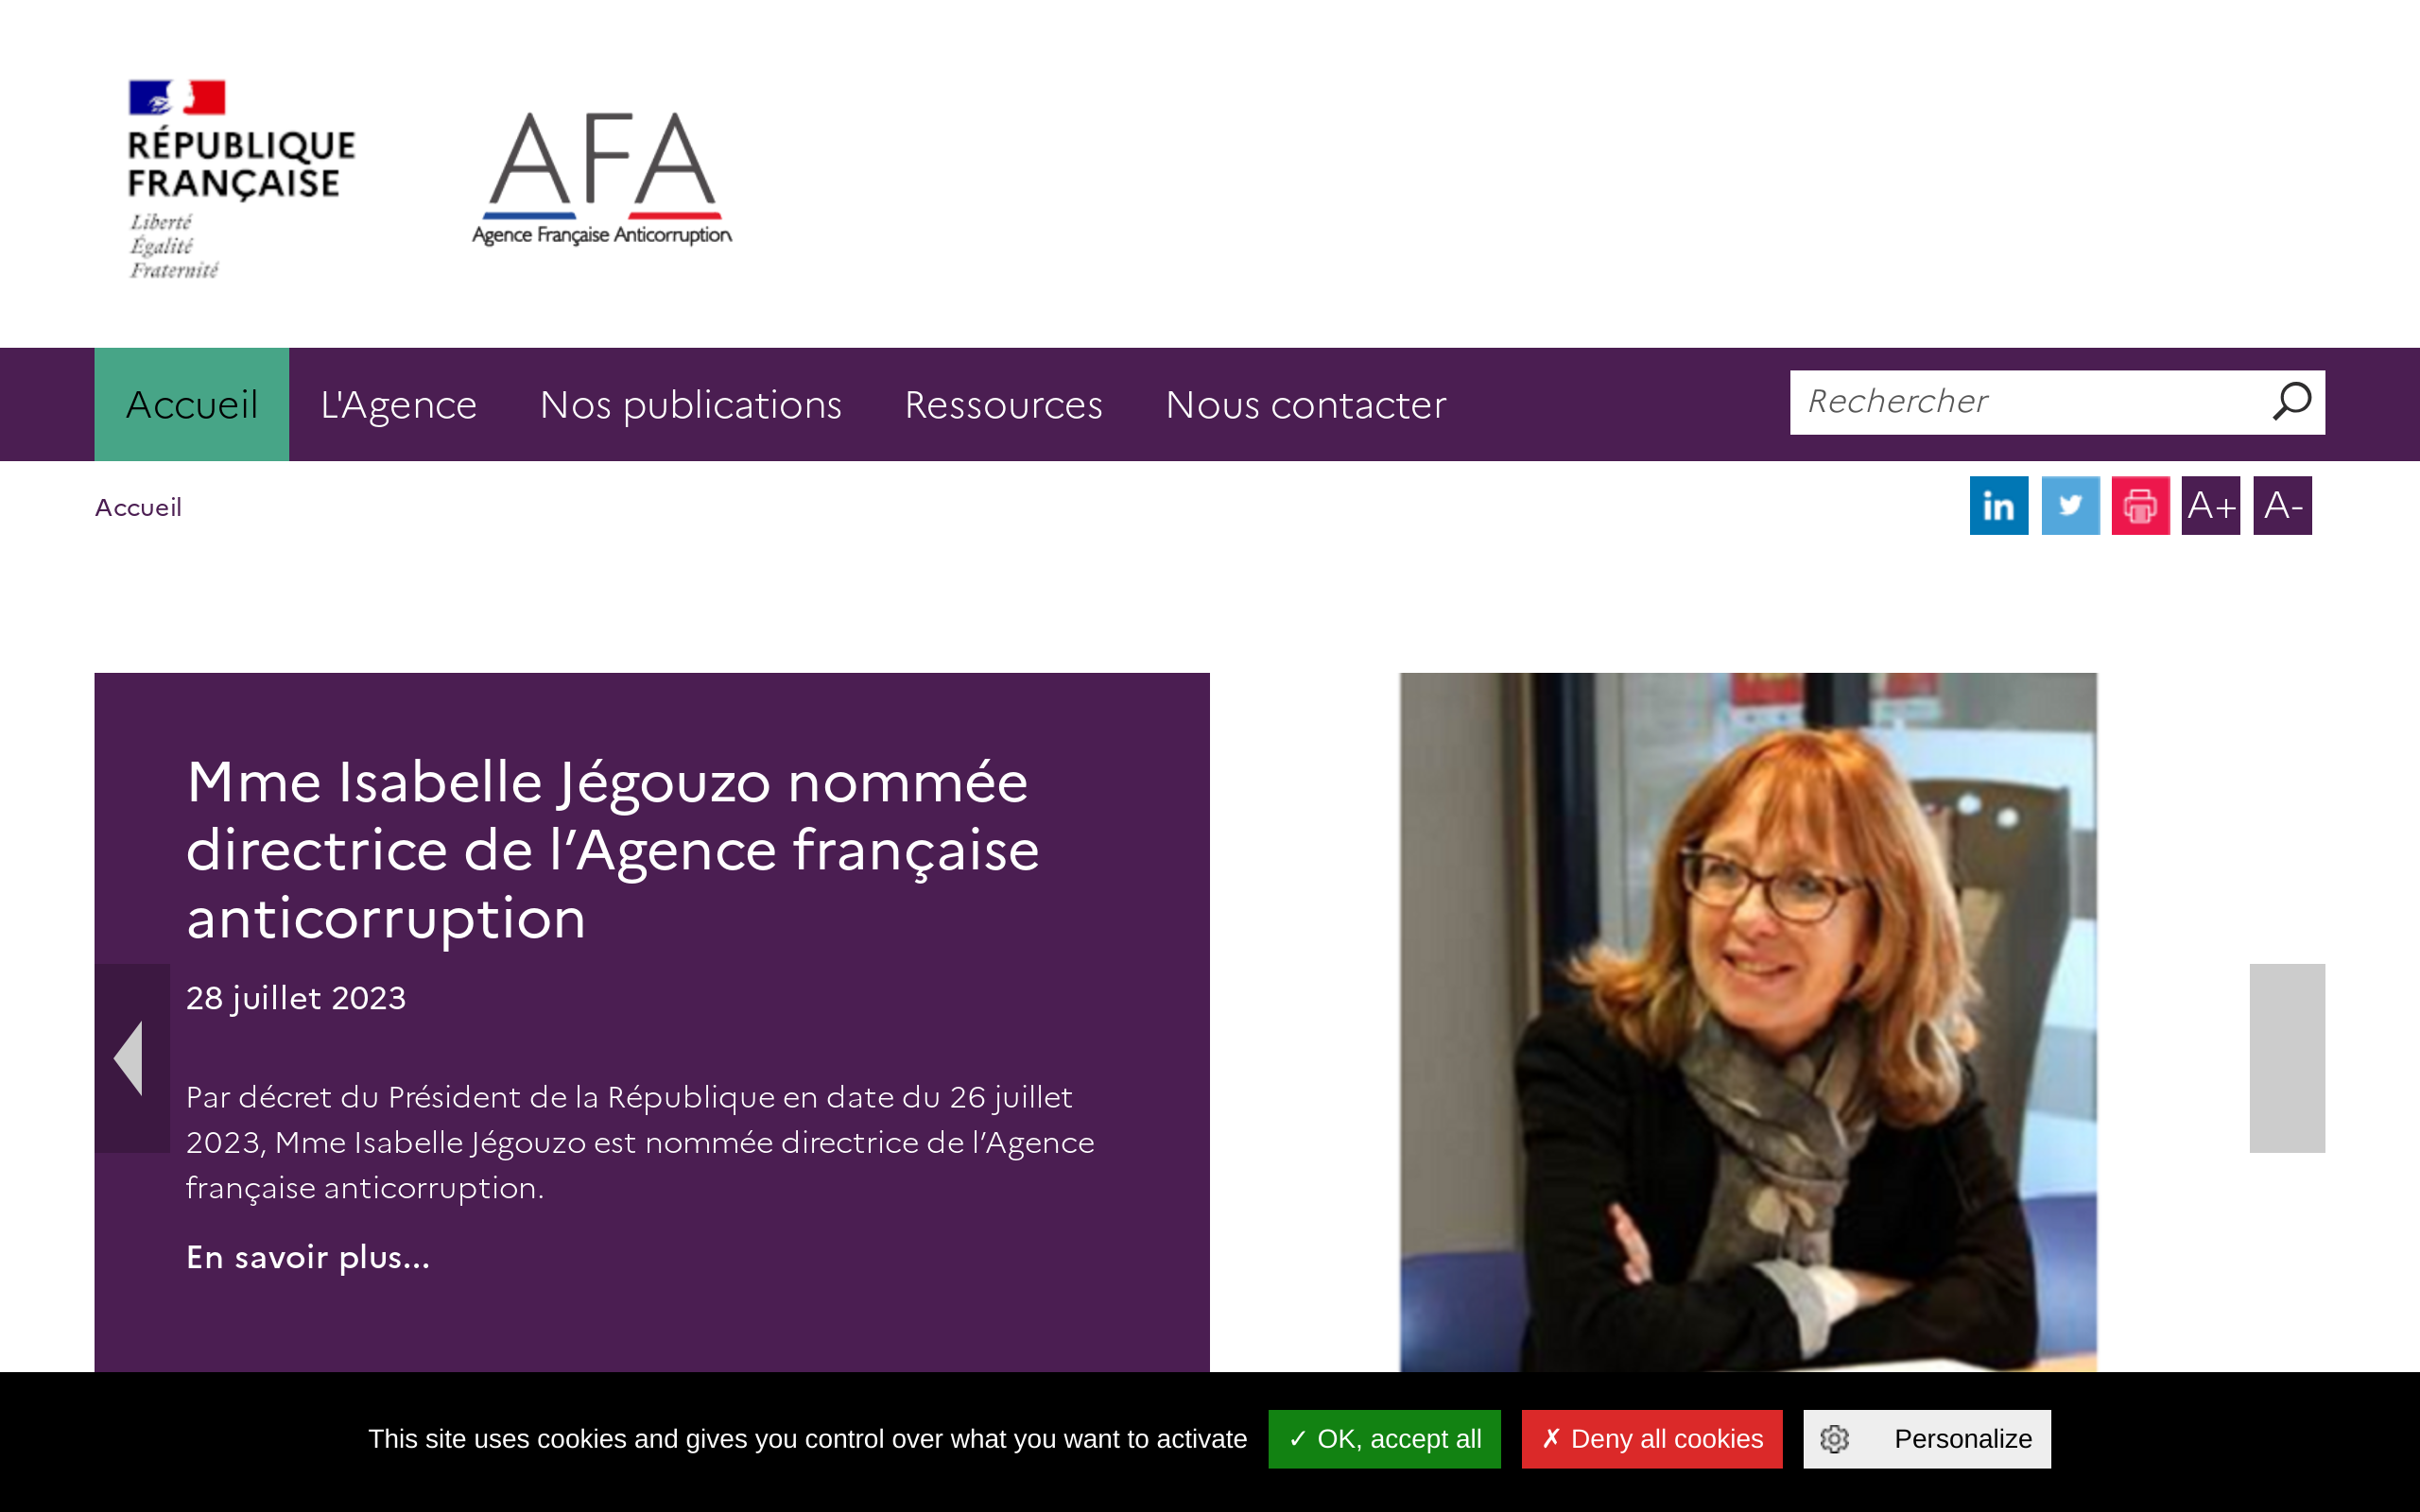 RÉPUBLIQUE
FRANÇAISE
Liberté
Égalité
Fraternité
AFA
Agence Française Anticorruption
Accueil L'Agence Nos publications Ressources Nous contacter Rechercher
Accueil in A+ A-
Mme Isabelle Jégouzo nommée
directrice de l’Agence française
anticorruption
28 juillet 2023
Par décret du Président de la République en date du 26 juillet
2023, Mme Isabelle Jégouzo est nommée directrice de l’Agence
française anticorruption.
En savoir plus...
This site uses cookies and gives you control over what you want to activate ✓ OK, accept all ✗ Deny all cookies Personalize